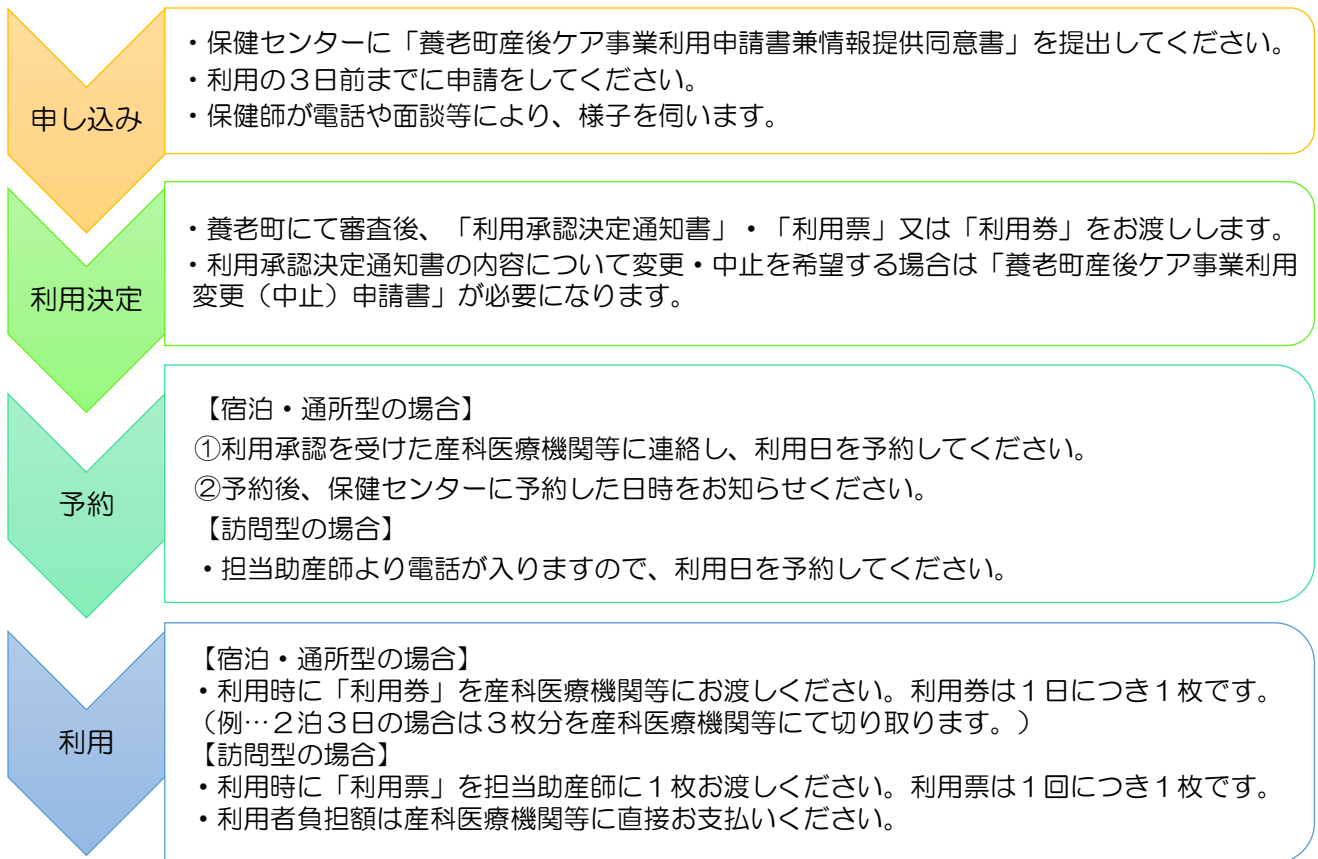 申し込み
・保健センターに「養老町産後ケア事業利用申請書兼情報提供同意書」を提出してください。
・利用の３日前までに申請をしてください。
・保健師が電話や面談等により、様子を伺います。
利用決定
・養老町にて審査後、「利用承認決定通知書」・「利用票」又は「利用券」をお渡しします。
・利用承認決定通知書の内容について変更・中止を希望する場合は「養老町産後ケア事業利用
変更（中止）申請書」が必要になります。
予約
【宿泊・通所型の場合】
①利用承認を受けた産科医療機関等に連絡し、利用日を予約してください。
②予約後、保健センターに予約した日時をお知らせください。
【訪問型の場合】
・担当助産師より電話が入りますので、利用日を予約してください。
利用
【宿泊・通所型の場合】
・利用時に「利用券」を産科医療機関等にお渡しください。利用券は１日につき１枚です。
（例…２泊３日の場合は３枚分を産科医療機関等にて切り取ります。）
【訪問型の場合】
・利用時に「利用票」を担当助産師に１枚お渡しください。利用票は１回につき１枚です。
・利用者負担額は産科医療機関等に直接お支払いください。